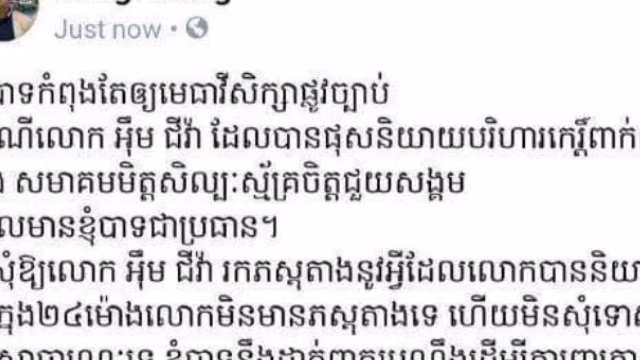 Just now
បាទកំពុងតែឲ្យមេធាវីសិក្សាផ្លូវច្បាប់
ណីលោក អ៊ឹម ជីវ៉ា ដែលបានផុសនិយាយបរិហារកេរ្តិ៍ពាក់
សមាគមមិត្តសិល្បៈស្ម័គ្រចិត្តជួយសង្គម
លមានខ្ញុំបាទជាប្រធាន។
សុំឱ្យលោក អ៊ឹម ជីវ៉ា រកភស្តុតាងនូវអ្វីដែលលោកបាននិយា
ក្នុង២៤ម៉ោងលោកមិនមានភស្តុតាងទេ ហើយមិនសុំទោស